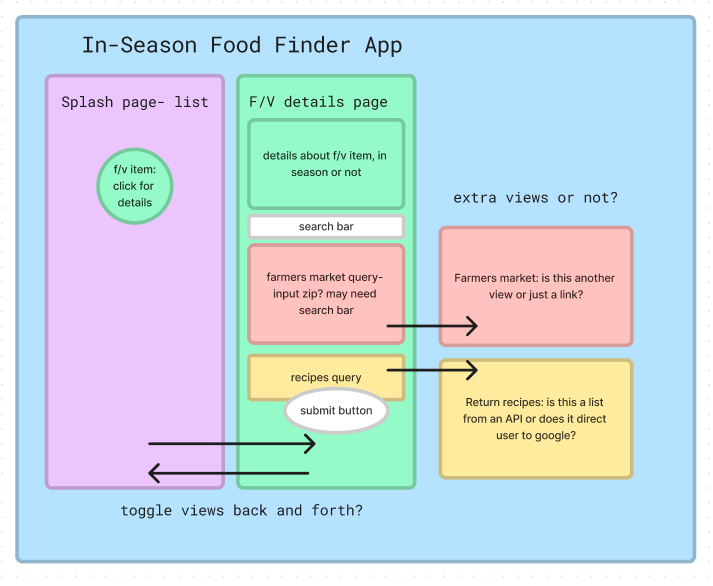 In-Season Food Finder App
Splash page- list
f/v item:
click for
details
F/V details page
details about f/v item, in
season or not
search bar
farmers market query-
input zip? may need
search bar
recipes query
submit button
extra views or not?
Farmers market: is this another
view or just a link?
Return recipes: is this a list
from an API or does it direct
user to google?
toggle views back and forth?